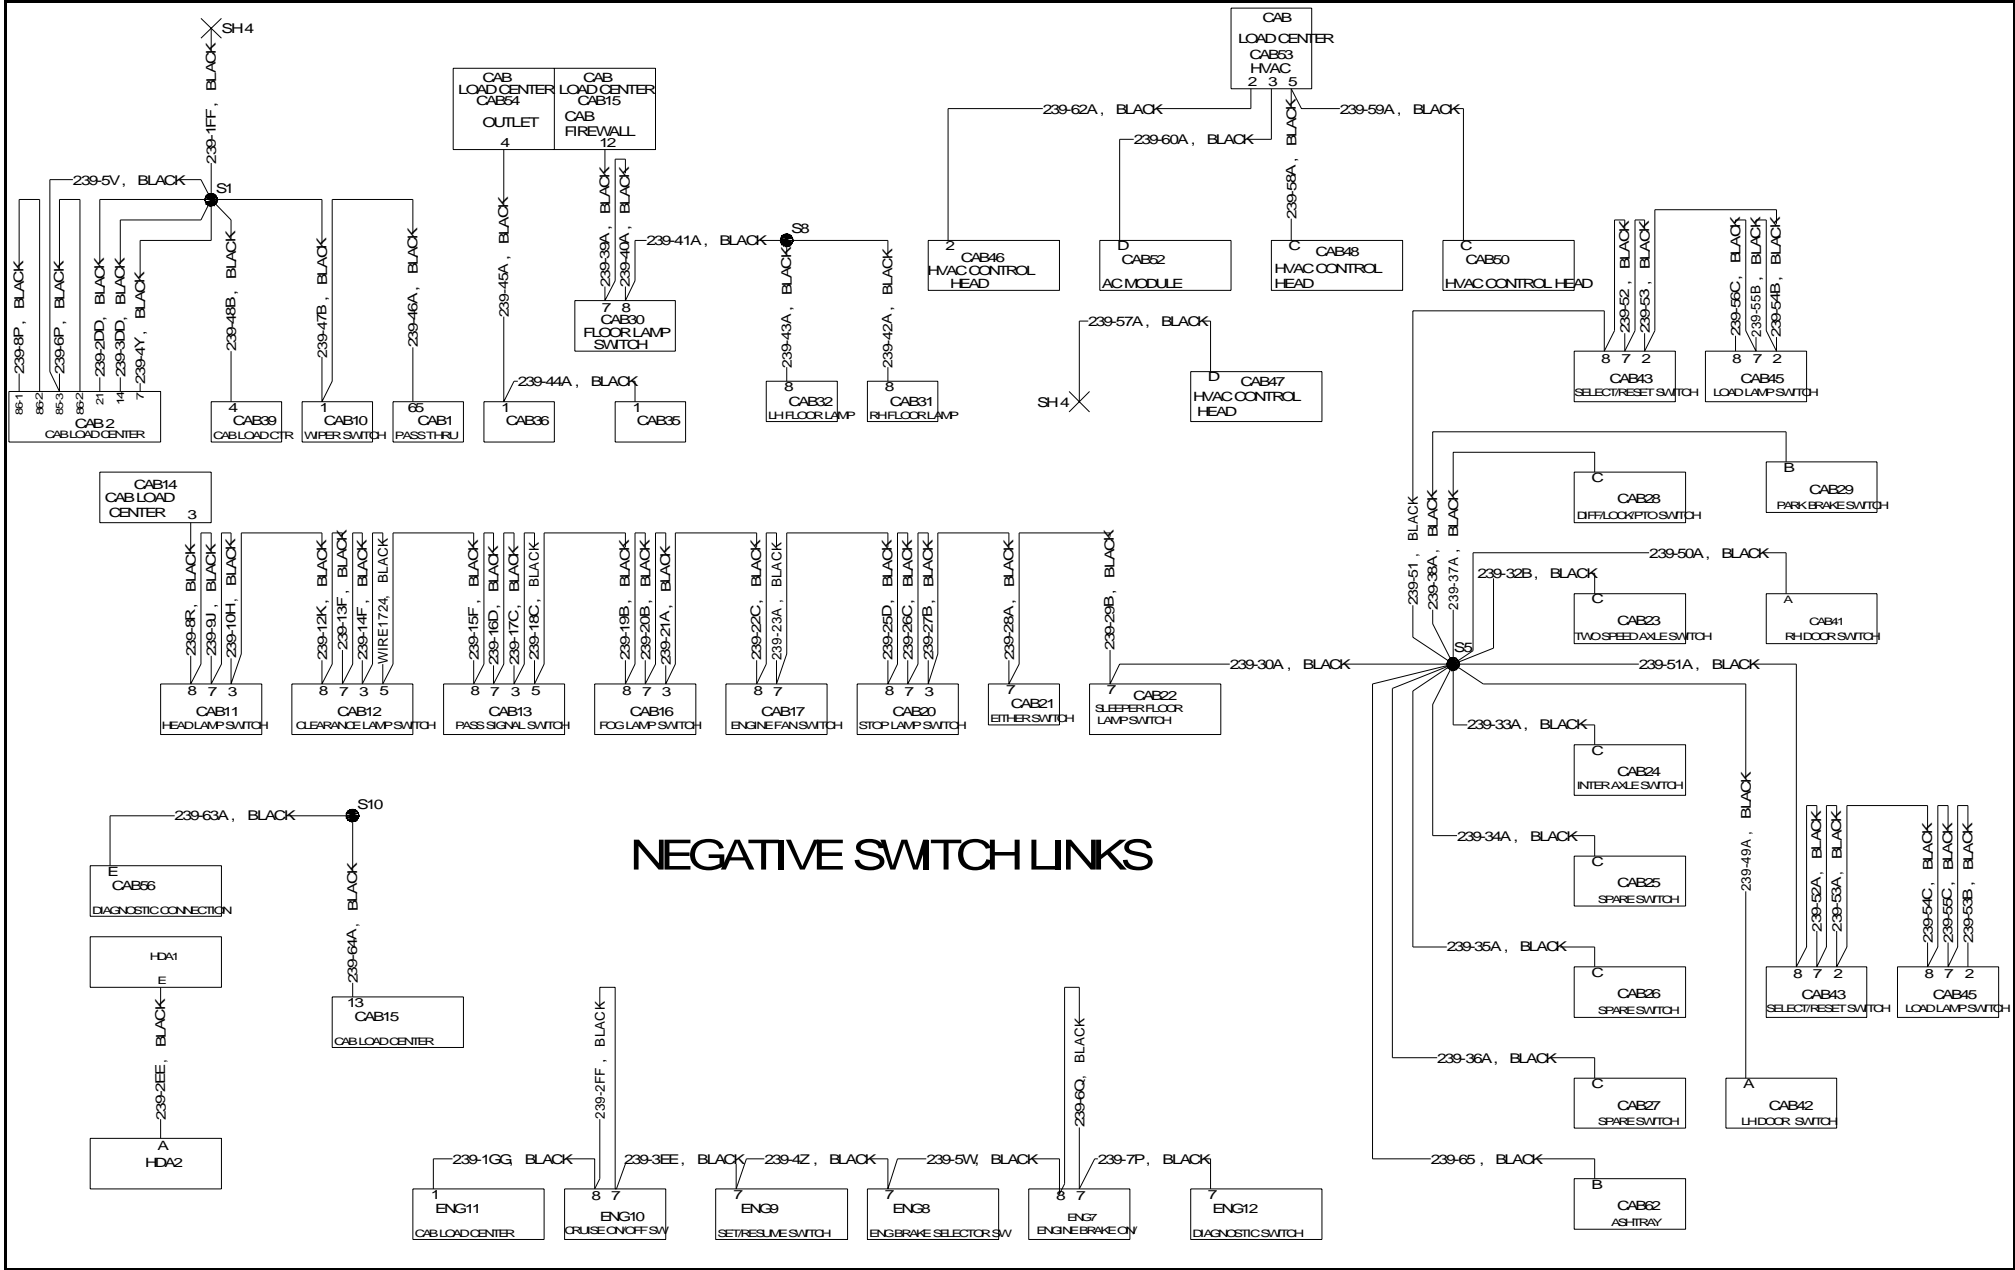 SH 4
239-1FF, BLACK
239-5V, BLACK
S1
239-8P, BLACK
239-6P, BLACK
239-2DD, BLACK
239-3DD, BLACK
239-4Y, BLACK
239-48B, BLACK
239-47B, BLACK
239-46A, BLACK
86-1
86-2
85-3
86-2
21
14
7
CAB 2
CAB LOAD CENTER
4
CAB39
CAB LOAD CTR
1
CAB10
WIPER SWITCH
65
CAB1
PASS THRU
CAB
LOAD CENTER
CAB54
OUTLET
4
CAB
LOAD CENTER
CAB15
CAB
FIREWALL
12
239-45A, BLACK
239-39A, BLACK
239-40A, BLACK
7 8
CAB30
FLOOR LAMP
SWITCH
239-44A, BLACK
1
CAB36
1
CAB35
239-41A, BLACK
S8
239-43A, BLACK
239-42A, BLACK
8
CAB32
LH FLOOR LAMP
8
CAB31
RH FLOOR LAMP
CAB
LOAD CENTER
CAB53
HVAC
2 3 5
239-62A, BLACK
239-60A, BLACK
239-58A, BLACK
239-59A, BLACK
2
CAB46
HVAC CONTROL
HEAD
D
CAB52
AC MODULE
C
CAB48
HVAC CONTROL
HEAD
C
CAB50
HVAC CONTROL HEAD
239-57A, BLACK
SH 4
D
CAB47
HVAC CONTROL
HEAD
239-52, BLACK
239-53, BLACK
239-56C, BLACK
239-55B, BLACK
239-54B, BLACK
8 7 2
CAB43
SELECT/RESET SWITCH
8 7 2
CAB45
LOAD LAMP SWITCH
CAB14
CAB LOAD
CENTER
3
239-8R, BLACK
239-9J, BLACK
239-10H, BLACK
239-12K, BLACK
239-13F, BLACK
239-14F, BLACK
WIRE1724, BLACK
239-15F, BLACK
239-16D, BLACK
239-17C, BLACK
239-18C, BLACK
239-19B, BLACK
239-20B, BLACK
239-21A, BLACK
239-22C, BLACK
239-23A, BLACK
239-25D, BLACK
239-26C, BLACK
239-27B, BLACK
239-28A, BLACK
239-29B, BLACK
8 7 3
CAB11
HEAD LAMP SWITCH
8 7 3 5
CAB12
CLEARANCE LAMP SWITCH
8 7 3 5
CAB13
PASS SIGNAL SWITCH
8 7 3
CAB16
FOG LAMP SWITCH
8 7
CAB17
ENGINE FAN SWITCH
8 7 3
CAB20
STOP LAMP SWITCH
7
CAB21
EITHER SWITCH
7
CAB22
SLEEPER FLOOR
LAMP SWITCH
239-51, BLACK
239-38A, BLACK
239-37A, BLACK
C
CAB28
DIFF/LOCK/PTO SWITCH
B
CAB29
PARK BRAKE SWITCH
239-50A, BLACK
239-32B, BLACK
C
CAB23
TWO SPEED AXLE SWITCH
A
CAB41
RH DOOR SWITCH
239-30A, BLACK
S5
239-51A, BLACK
239-33A, BLACK
C
CAB24
INTER AXLE SWITCH
239-34A, BLACK
C
CAB25
SPARE SWITCH
239-35A, BLACK
C
CAB26
SPARE SWITCH
239-36A, BLACK
C
CAB27
SPARE SWITCH
239-65, BLACK
B
CAB62
ASHTRAY
239-49A, BLACK
A
CAB42
LH DOOR SWITCH
239-52A, BLACK
239-53A, BLACK
239-54C, BLACK
239-55C, BLACK
239-53B, BLACK
8 7 2
CAB43
SELECT/RESET SWITCH
8 7 2
CAB45
LOAD LAMP SWITCH
239-63A, BLACK
S10
NEGATIVE SWITCH LINKS
E
CAB56
DIAGNOSTIC CONNECTION
239-64A, BLACK
13
CAB15
CAB LOAD CENTER
HDA1
E
239-2EE, BLACK
A
HDA2
239-2FF, BLACK
239-6Q, BLACK
239-1GG, BLACK
239-3EE, BLACK
239-4Z, BLACK
239-5W, BLACK
239-7P, BLACK
1
ENG11
CAB LOAD CENTER
8 7
ENG10
CRUISE ON/OFF SW
7
ENG9
SET/RESUME SWITCH
7
ENG8
ENG BRAKE SELECTOR SW
8 7
ENG7
ENGINE BRAKE ON/
7
ENG12
DIAGNOSTIC SWITCH